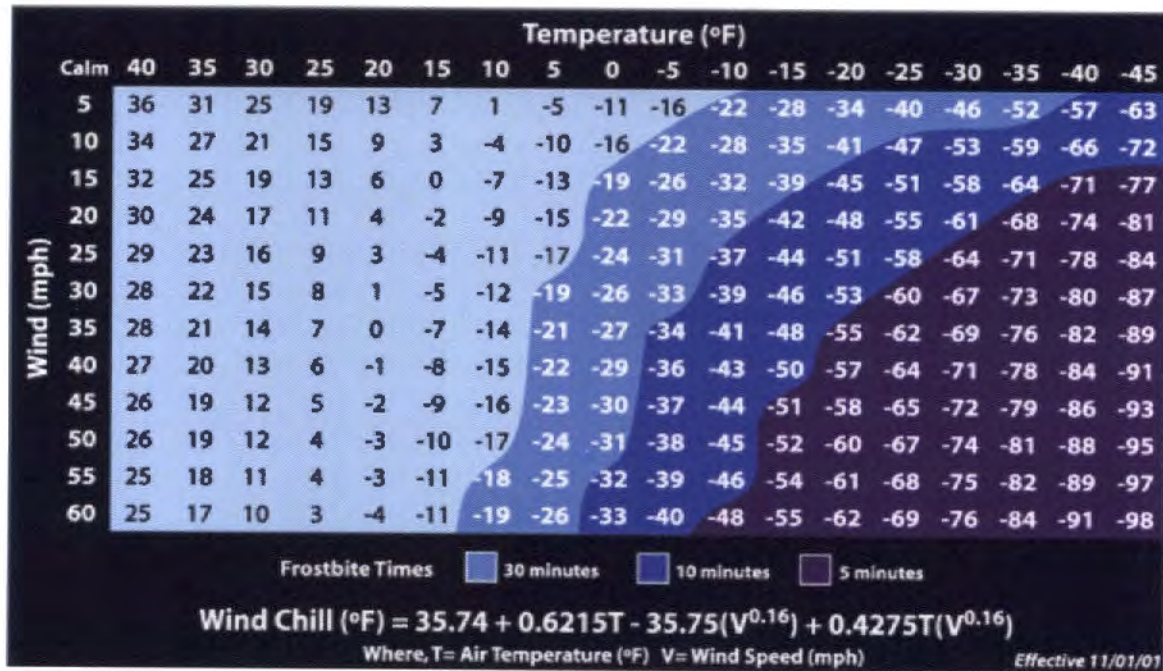 Temperature (°F)
Calm 40 35 30 25 20 15 10 5 0 -5 -10 -15 -20 -25 -30 -35 -40 -45
5 36 31 25 19 13 7 1 -5 -11 -16 -22 -28 -34 -40 -46 -52 -57 -63
10 34 27 21 15 9 3 -4 -10 -16 -22 -28 -35 -41 -47 -53 -59 -66 -72
15 32 25 19 13 6 0 -7 -13 -19 -26 -32 -39 -45 -51 -58 -64 -71 -77
20 30 24 17 11 4 -2 -9 -15 -22 -29 -35 -42 -48 -55 -61 -68 -74 -81
25 29 23 16 9 3 -4 -11 -17 -24 -31 -37 -44 -51 -58 -64 -71 -78 -84
30 28 22 15 8 1 -5 -12 -19 -26 -33 -39 -46 -53 -60 -67 -73 -80 -87
35 28 21 14 7 0 -7 -14 -21 -27 -34 -41 -48 -55 -62 -69 -76 -82 -89
40 27 20 13 6 -1 -8 -15 -22 -29 -36 -43 -50 -57 -64 -71 -78 -84 -91
45 26 19 12 5 -2 -9 -16 -23 -30 -37 -44 -51 -58 -65 -72 -79 -86 -93
50 26 19 12 4 -3 -10 -17 -24 -31 -38 -45 -52 -60 -67 -74 -81 -88 -95
55 25 18 11 4 -3 -11 -18 -25 -32 -39 -46 -54 -61 -68 -75 -82 -89 -97
60 25 17 10 3 -4 -11 -19 -26 -33 -40 -48 -55 -62 -69 -76 -84 -91 -98
Wind (mph)
Frostbite Times 30 minutes 10 minutes 5 minutes
Wind Chill (°F) = 35.74 + 0.6215T - 35.75(V^0.16) + 0.4275T(V^0.16)
Where, T= Air Temperature (°F) V= Wind Speed (mph)
Effective 11/01/01